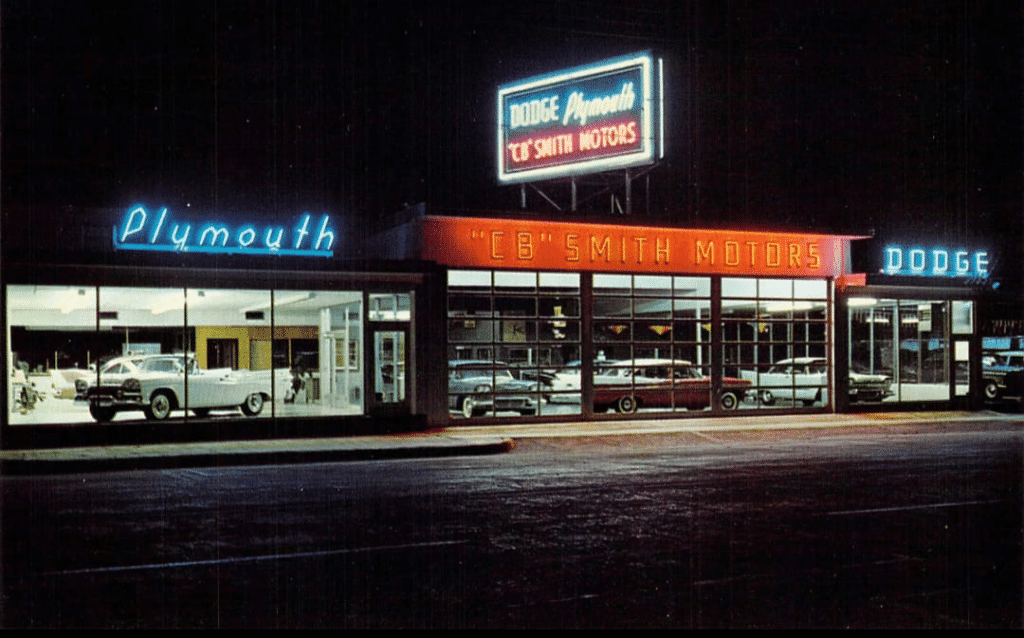 DODGE Plymouth
"CB" SMITH MOTORS
Plymouth
"CB" SMITH MOTORS
DODGE